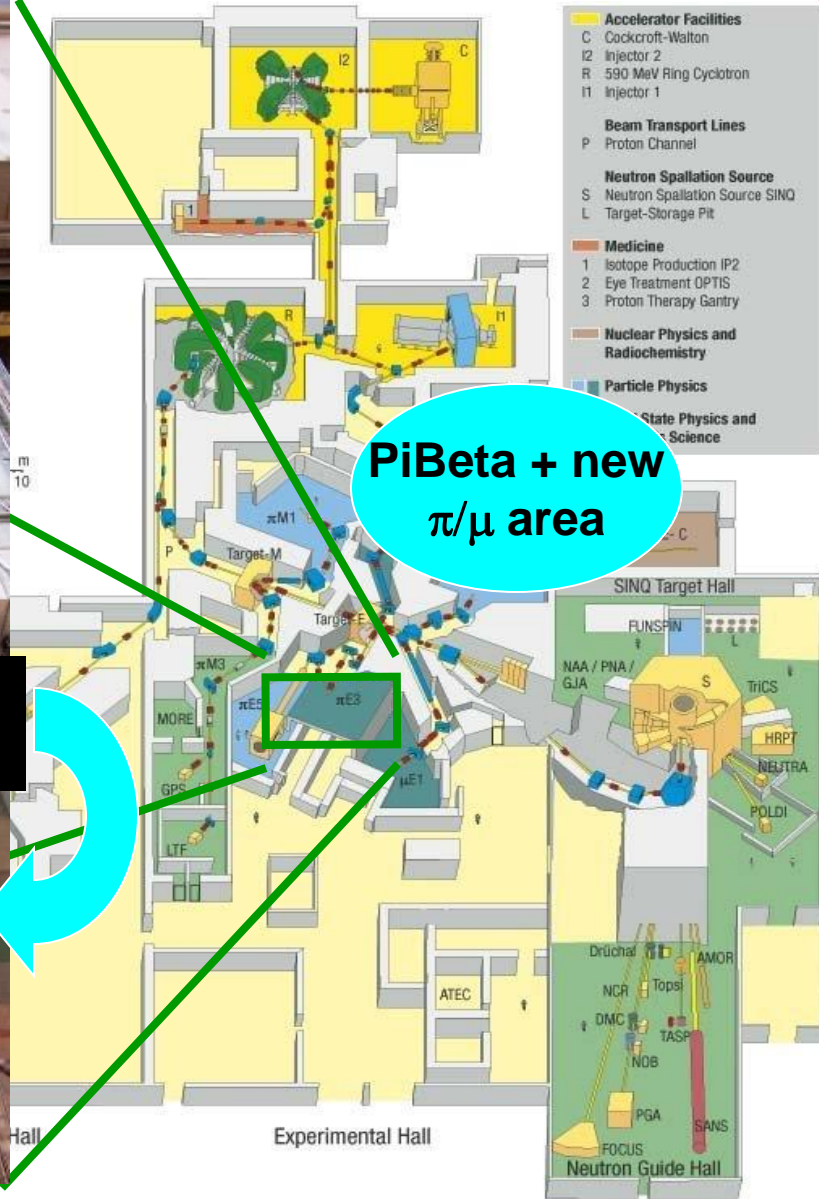 Accelerator Facilities
C Cockcroft-Walton
I2 Injector 2
R 590 MeV Ring Cyclotron
I1 Injector 1
Beam Transport Lines
P Proton Channel
Neutron Spallation Source
S Neutron Spallation Source SINQ
L Target-Storage Pit
Medicine
1 Isotope Production IP2
2 Eye Treatment OPTIS
3 Proton Therapy Gantry
Nuclear Physics and
Radiochemistry
Particle Physics
State Physics and
Science
I2
C
1
R
I1
m
10
PiBeta + new
π/μ area
πM1
P
Target-M
Target-E
C
SINQ Target Hall
FUNSPIN
L
NAA / PNA /
GJA
S
TriCS
HRPT
NEUTRA
POLDI
πM3
MORE
πE5
πE3
μE1
GPS
LTF
Drüchal
AMOR
NCR
Topsi
DMC
TASP
NOB
ATEC
PGA
SANS
FOCUS
Neutron Guide Hall
Hall
Experimental Hall